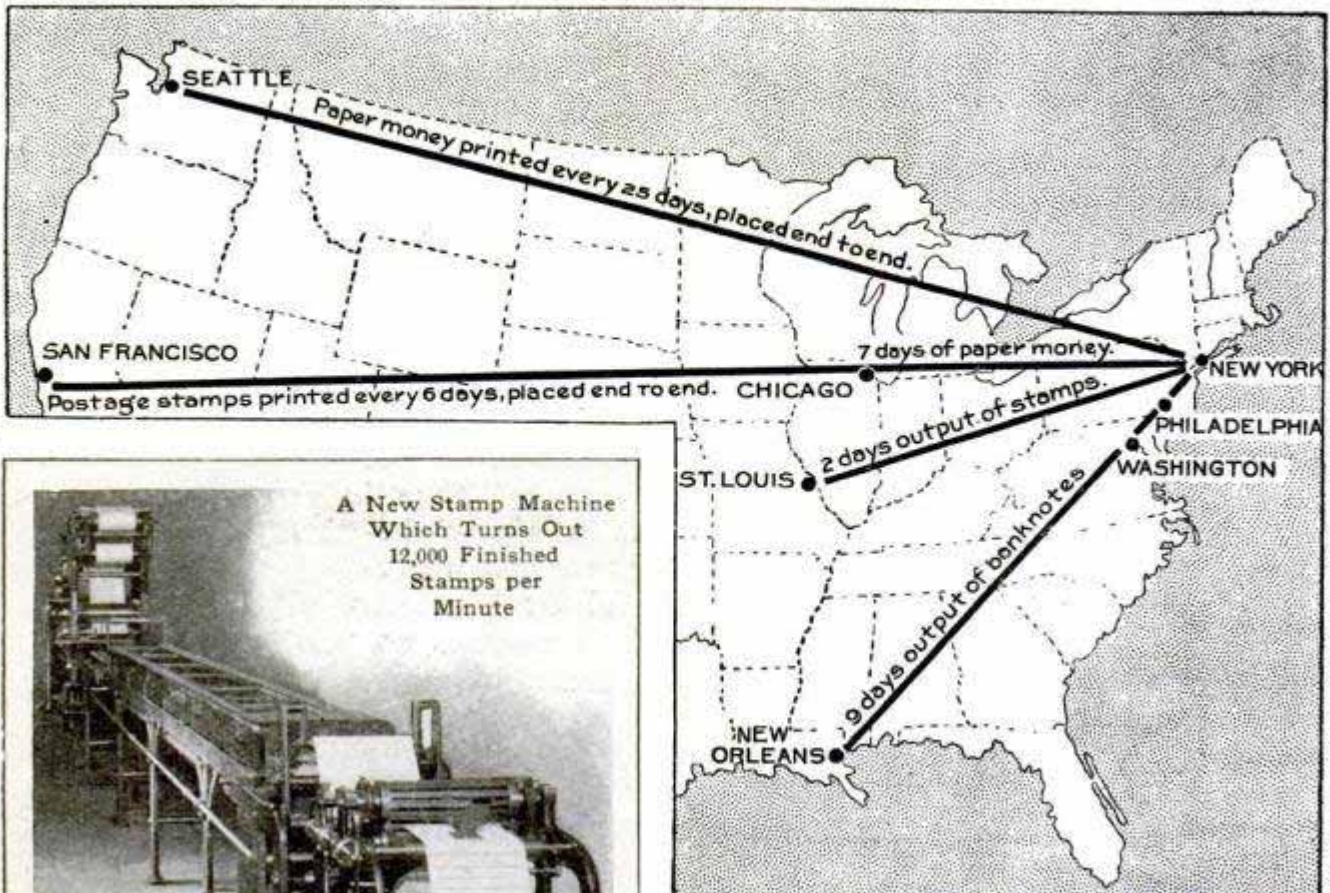 SEATTLE
Paper money printed every 25 days, placed end to end.
SAN FRANCISCO
7 days of paper money.
NEW YORK
Postage stamps printed every 6 days, placed end to end.
CHICAGO
PHILADELPHIA
2 days output of stamps.
WASHINGTON
ST. LOUIS
9 days output of banknotes
NEW
ORLEANS
A New Stamp Machine
Which Turns Out
12,000 Finished
Stamps per
Minute